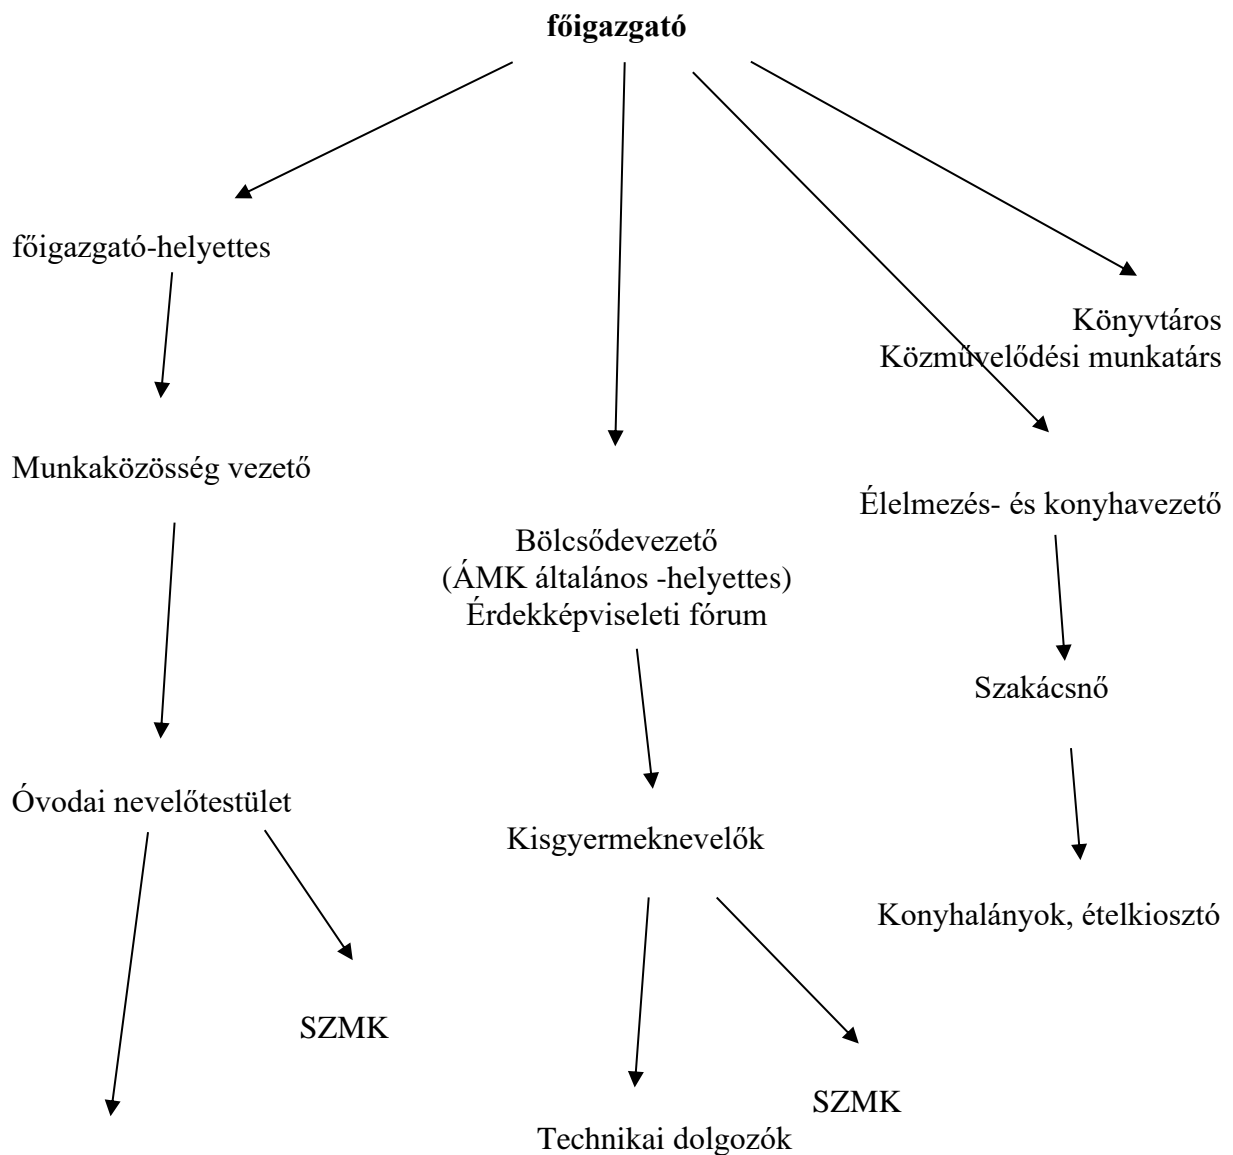 főigazgató
főigazgató-helyettes
Könyvtáros
Közművelődési munkatárs
Munkaközösség vezető
Élelmezés- és konyhavezető
Bölcsődevezető
(ÁMK általános -helyettes)
Érdekképviseleti fórum
Szakácsnő
Óvodai nevelőtestület
Kisgyermeknevelők
Konyhalányok, ételkiosztó
SZMK
SZMK
Technikai dolgozók